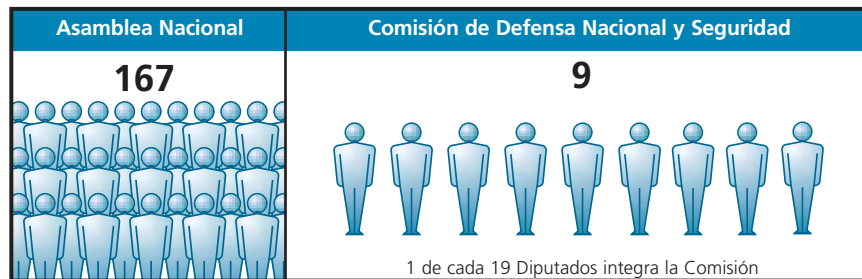 Asamblea Nacional
167
Comisión de Defensa Nacional y Seguridad
9
1 de cada 19 Diputados integra la Comisión